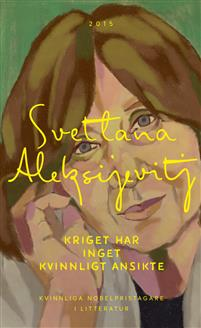 2015
Svetlana
Aleksijevitj
KRIGET HAR
INGET
KVINNLIGT ANSIKTE
KVINNLIGA NOBELPRISTAGARE
I LITTERATUR